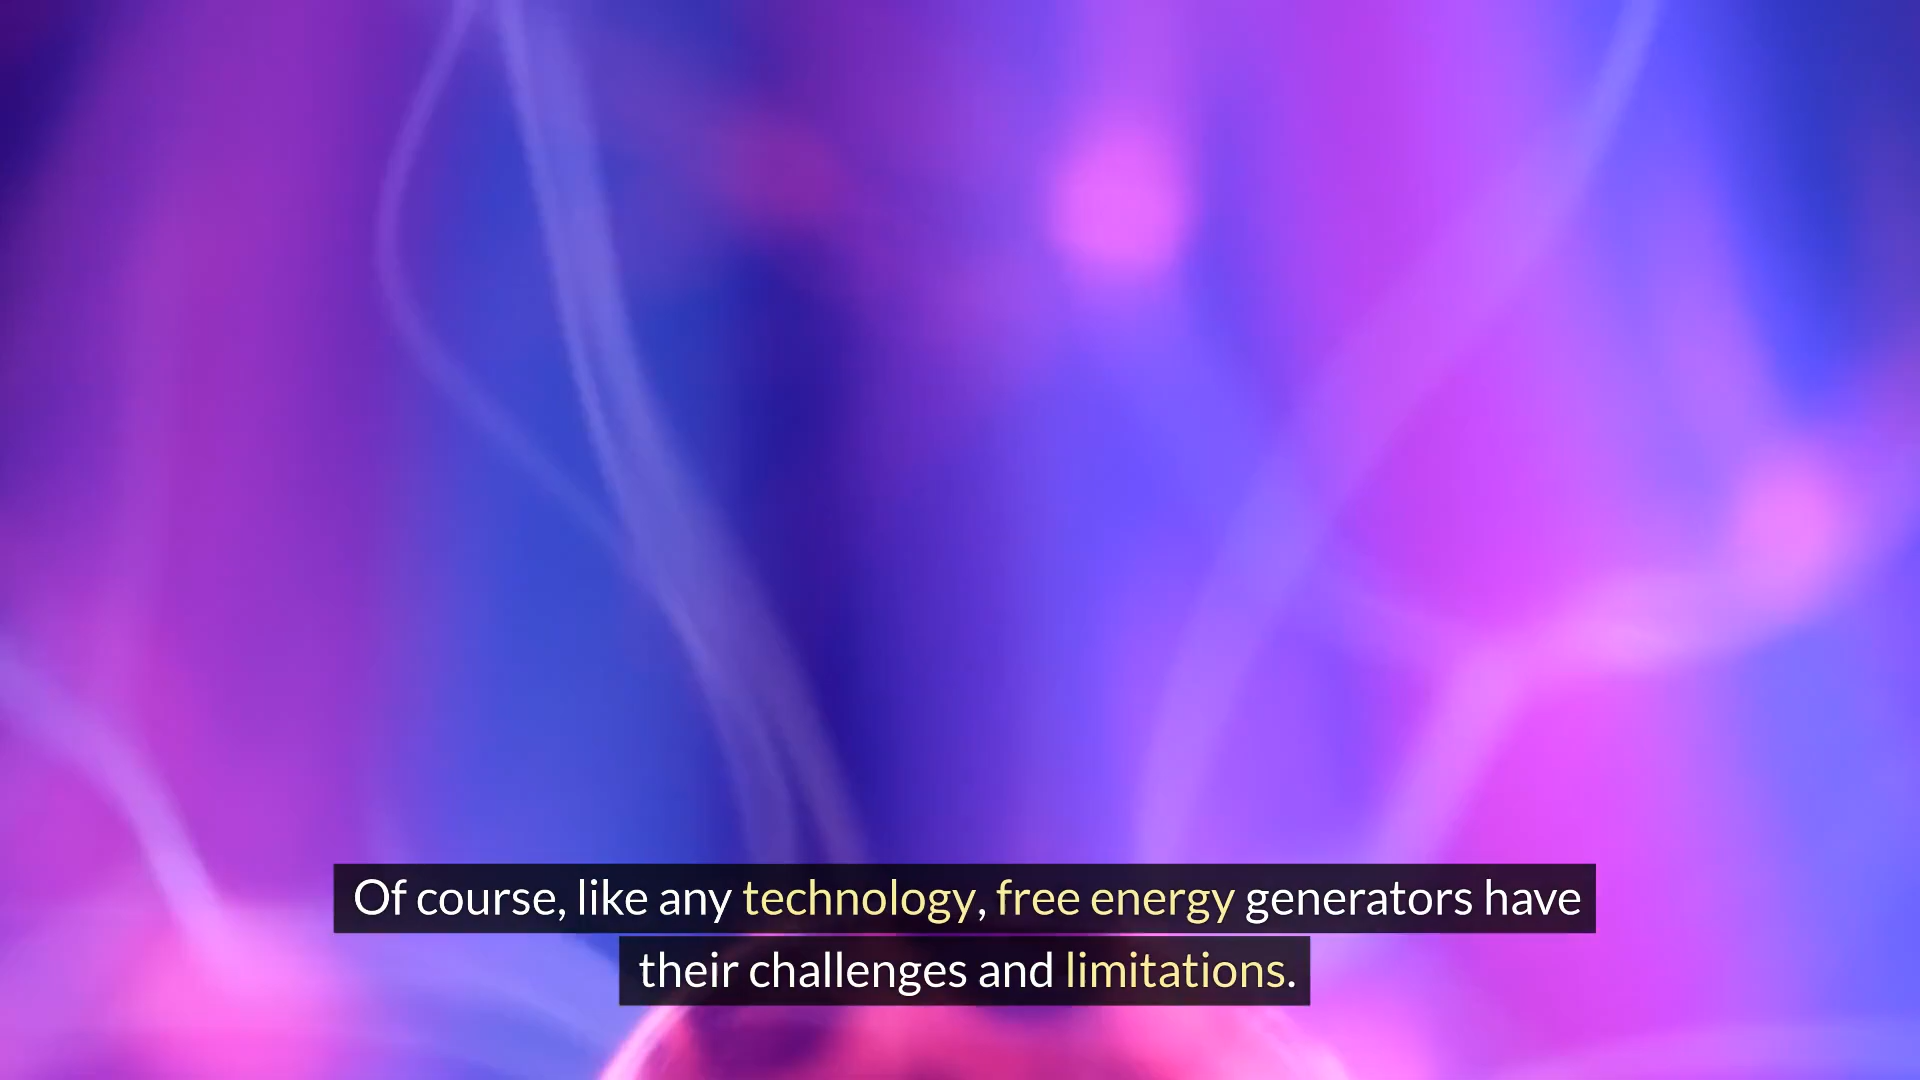 Of course, like any technology, free energy generators have
their challenges and limitations.